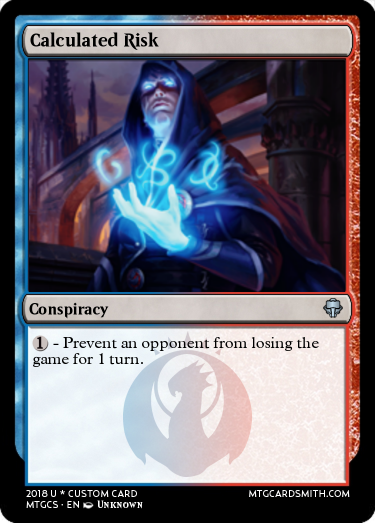 Calculated Risk
Conspiracy
1 - Prevent an opponent from losing the
game for 1 turn.
2018 U * CUSTOM CARD
MTGCARDSMITH.COM
MTGCS · EN Unknown